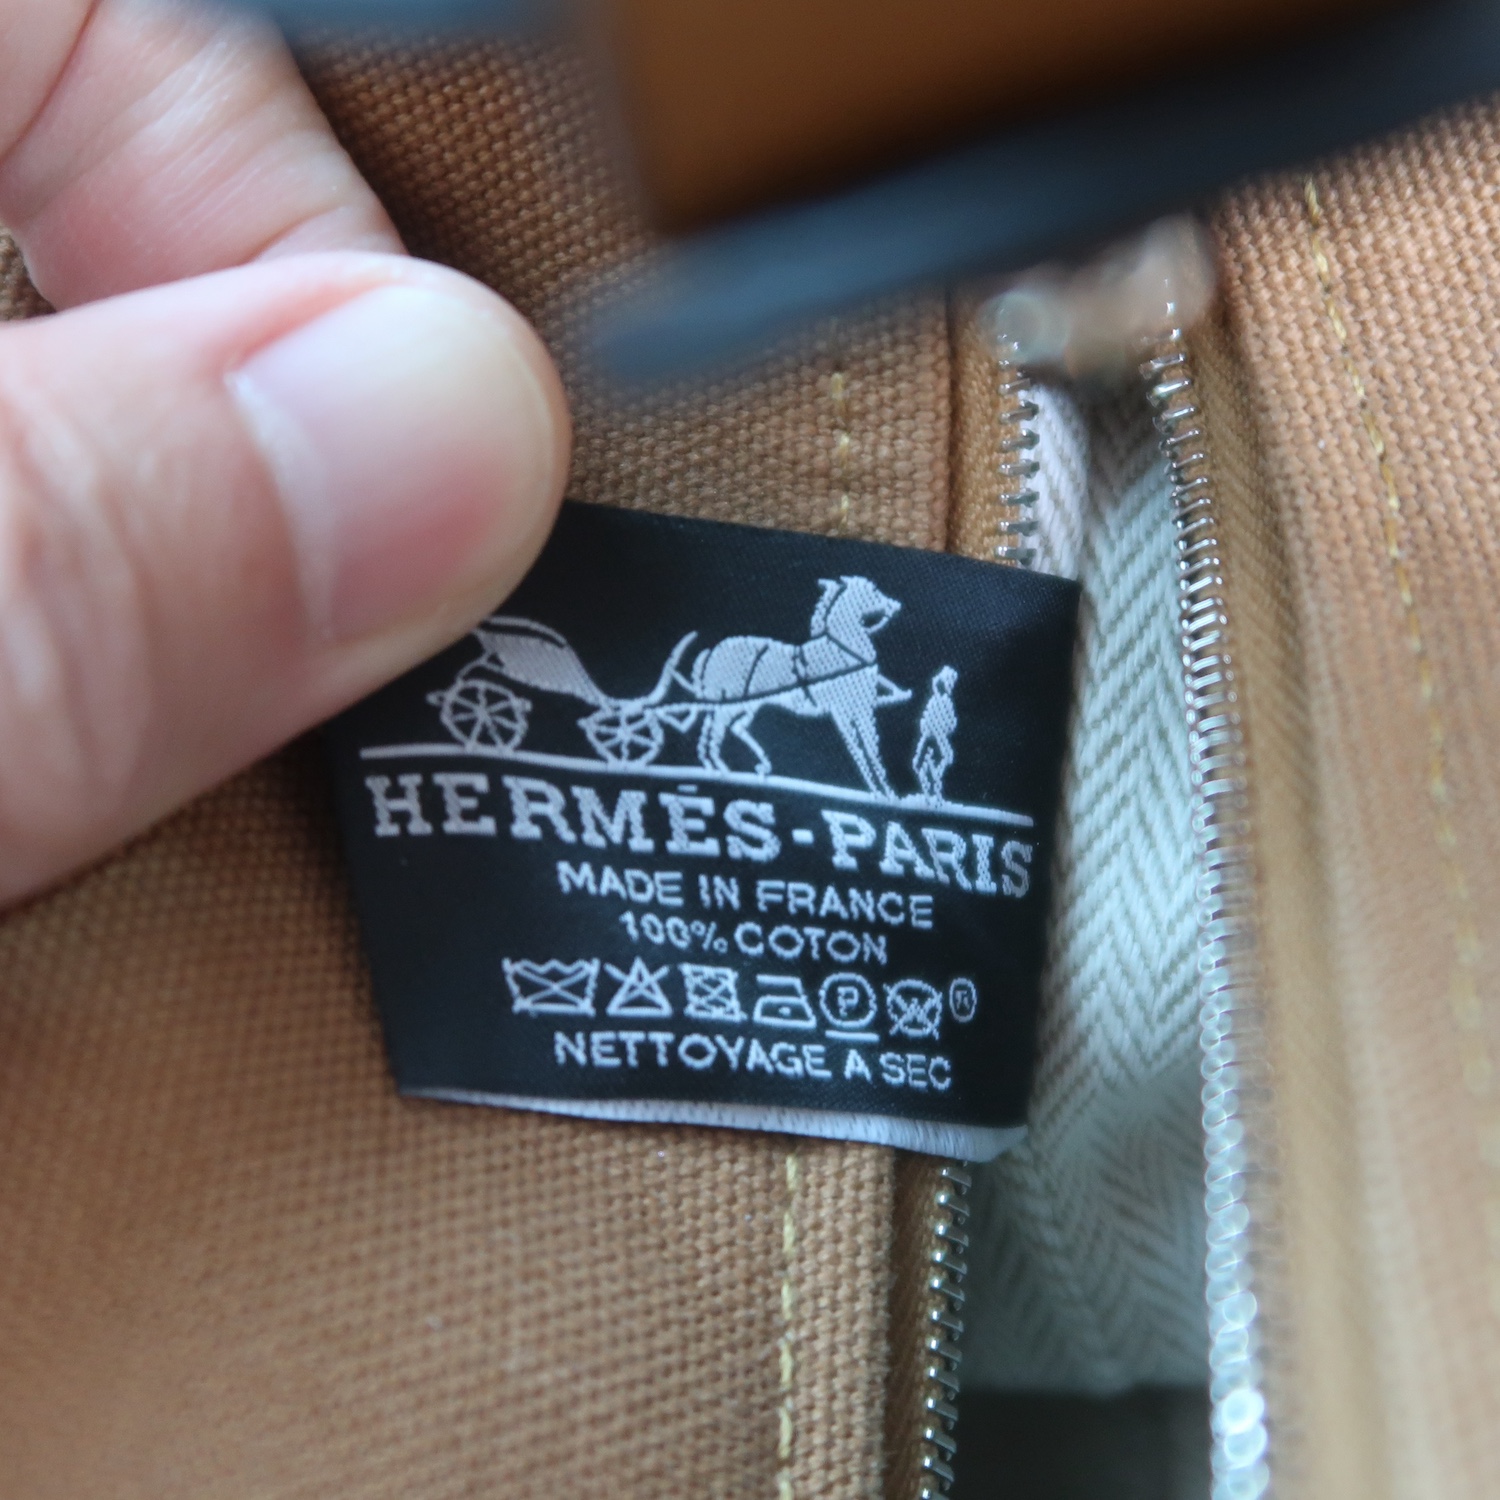 HERMÈS-PARIS
MADE IN FRANCE
100% COTON
P W ®
NETTOYAGE A SEC